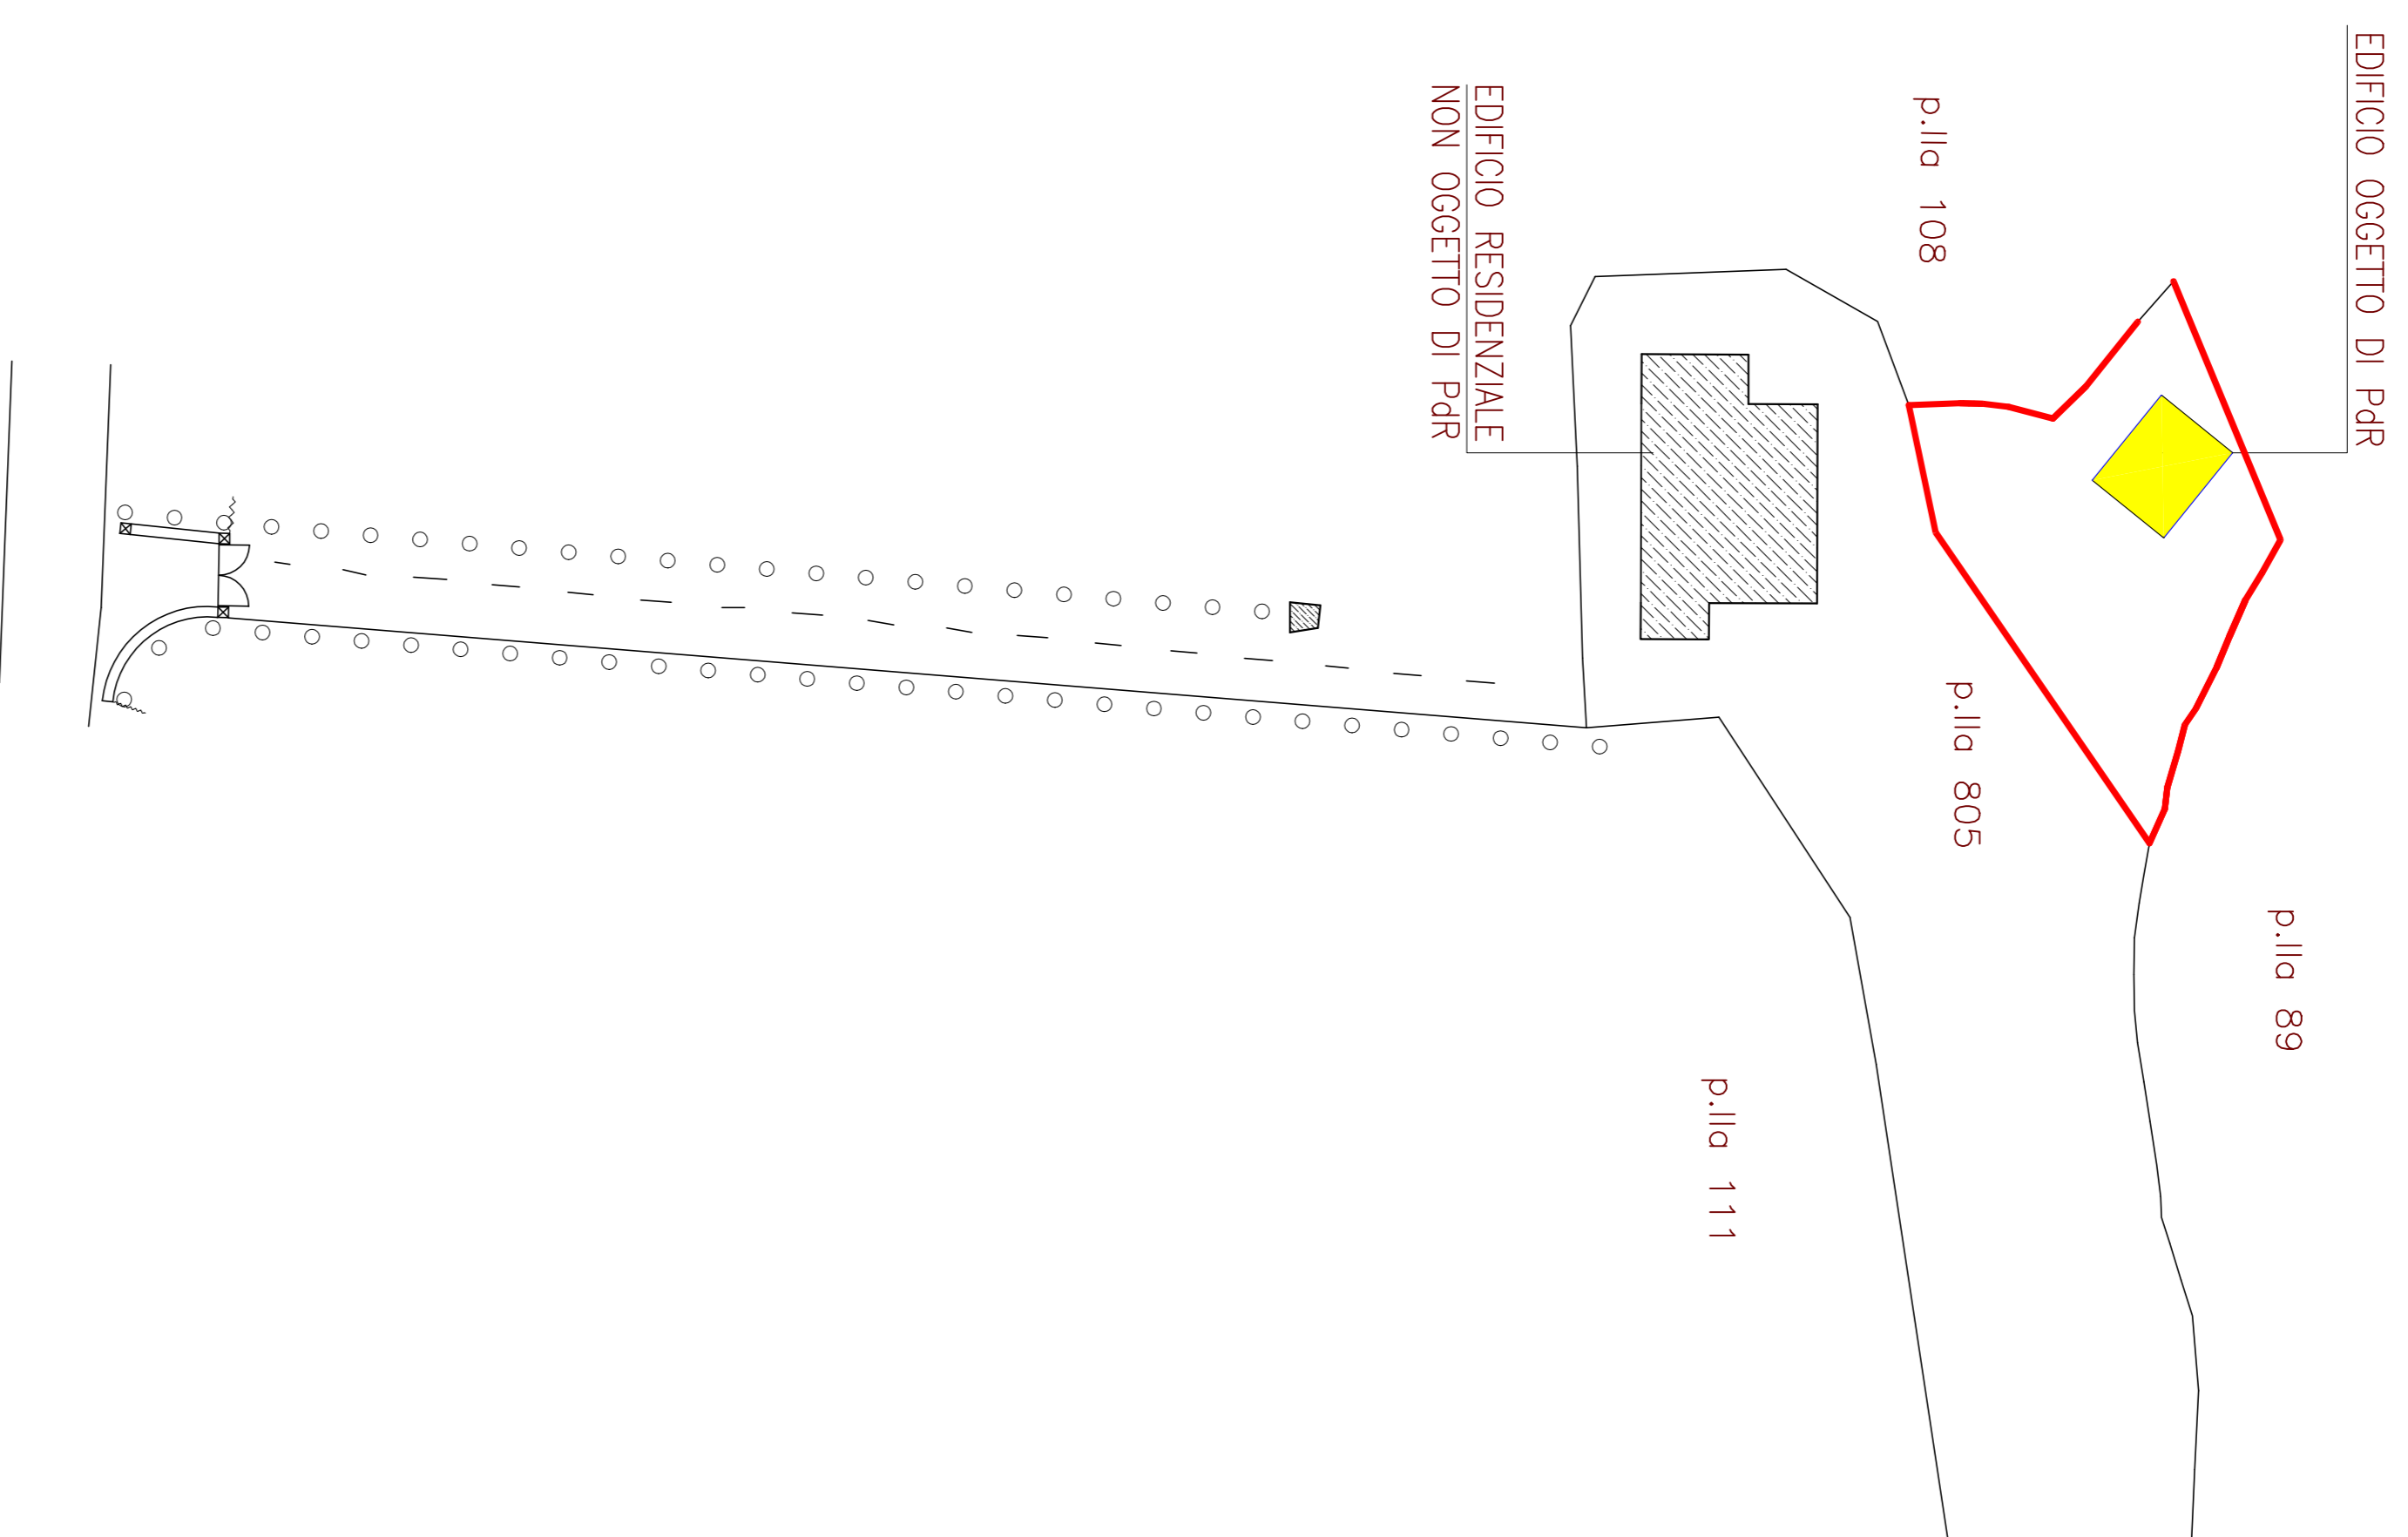 EDIFICIO OGGETTO DI PdR
p.lla 108
EDIFICIO RESIDENZIALE
NON OGGETTO DI PdR
p.lla 805
p.lla 89
p.lla 111